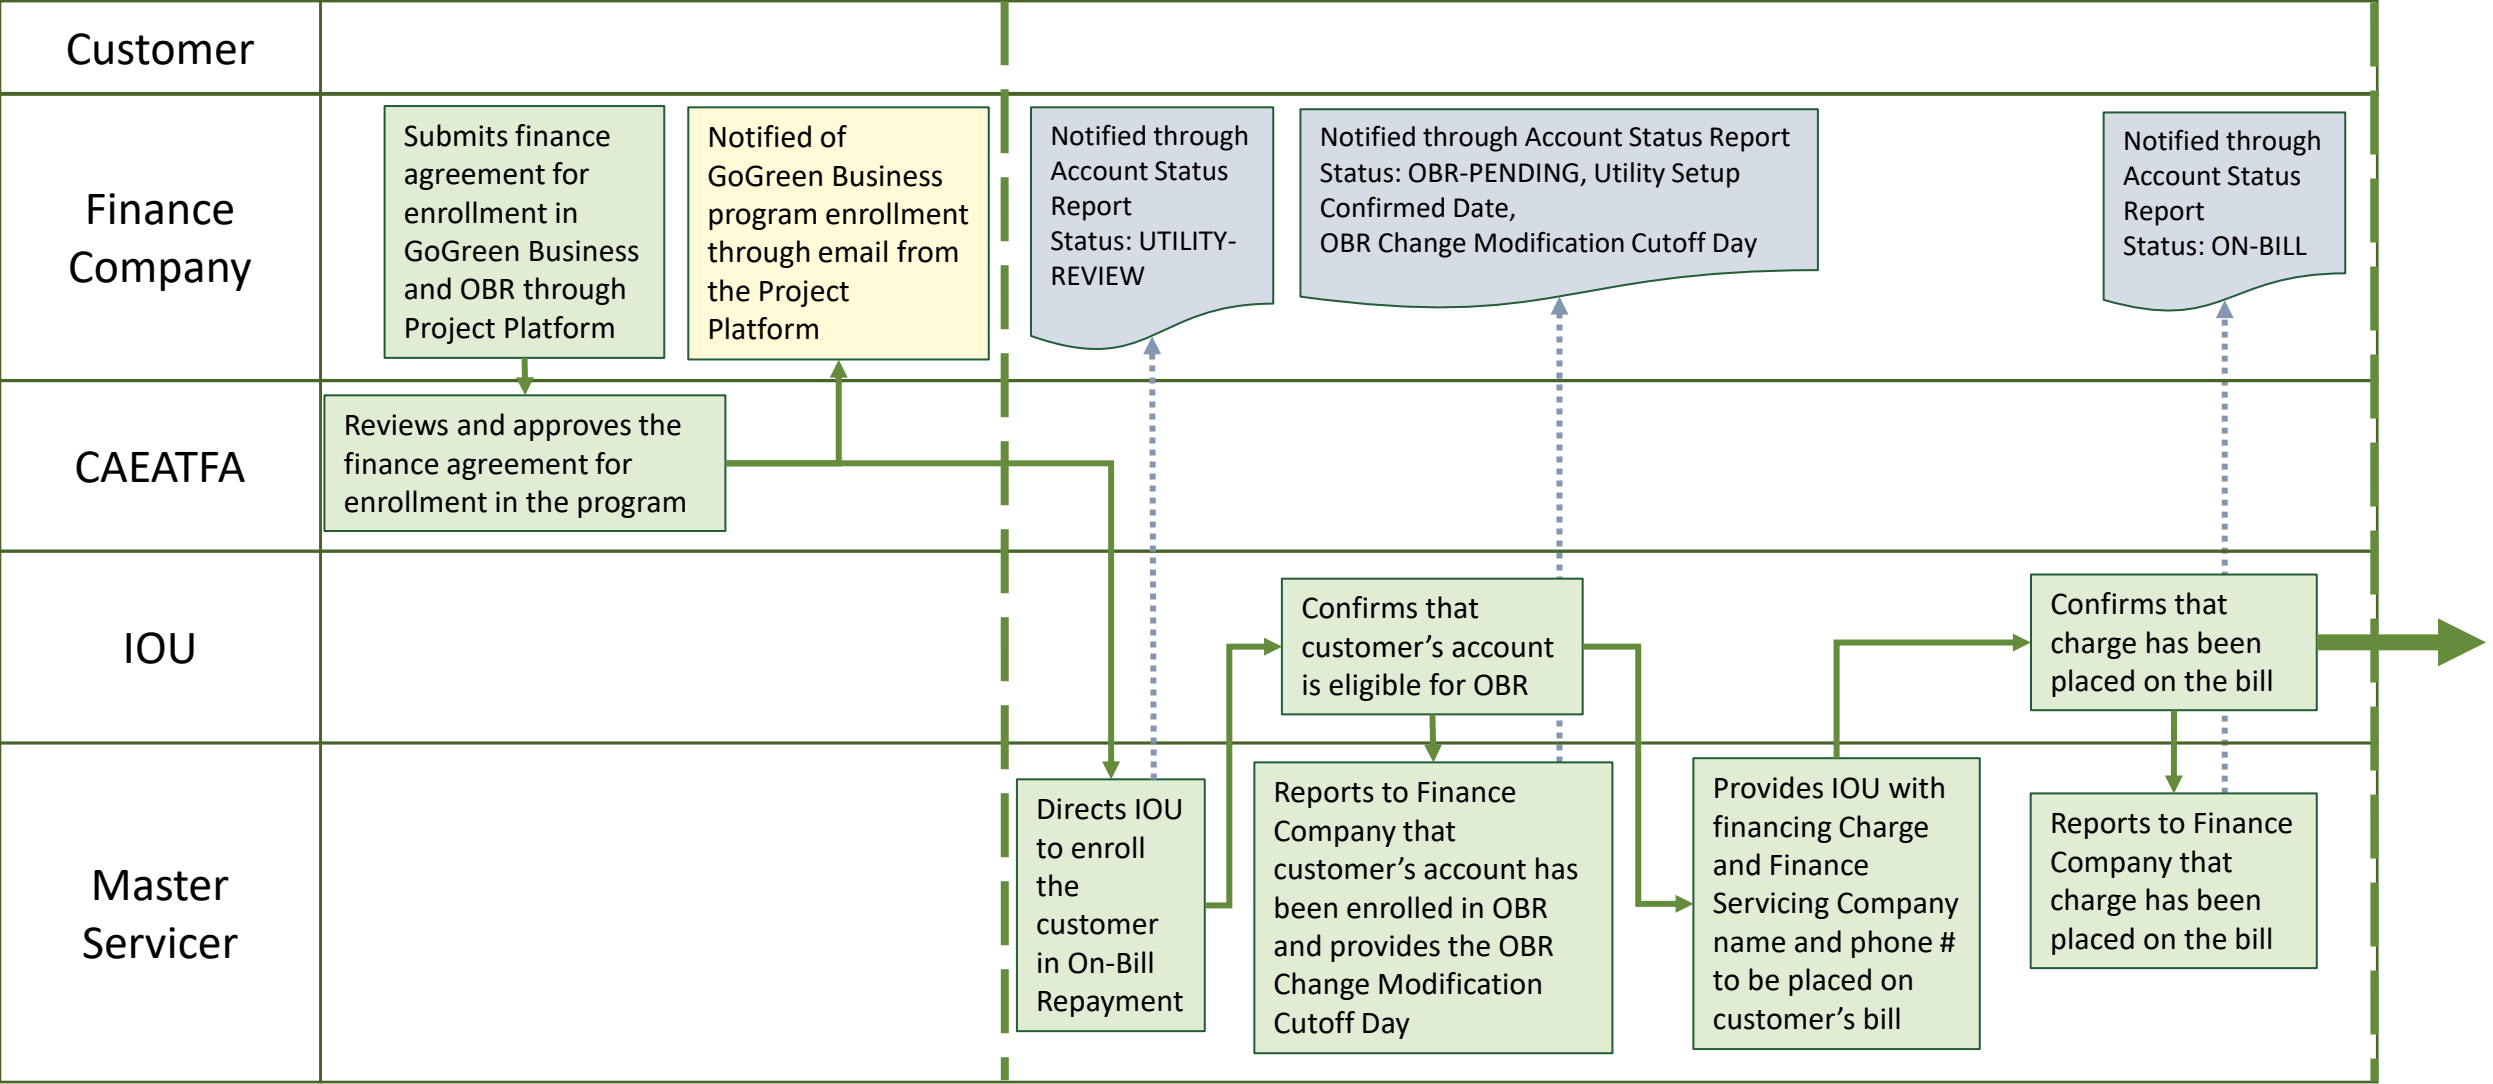 Customer
Finance
Company
Submits finance
agreement for
enrollment in
GoGreen Business
and OBR through
Project Platform
Notified of
GoGreen Business
program enrollment
through email from
the Project
Platform
Notified through
Account Status
Report
Status: UTILITY-
REVIEW
Notified through Account Status Report
Status: OBR-PENDING, Utility Setup
Confirmed Date,
OBR Change Modification Cutoff Day
Notified through
Account Status
Report
Status: ON-BILL
CAEATFA
Reviews and approves the
finance agreement for
enrollment in the program
IOU
Confirms that
customer’s account
is eligible for OBR
Confirms that
charge has been
placed on the bill
Master
Servicer
Directs IOU
to enroll
the
customer
in On-Bill
Repayment
Reports to Finance
Company that
customer’s account has
been enrolled in OBR
and provides the OBR
Change Modification
Cutoff Day
Provides IOU with
financing Charge
and Finance
Servicing Company
name and phone #
to be placed on
customer’s bill
Reports to Finance
Company that
charge has been
placed on the bill